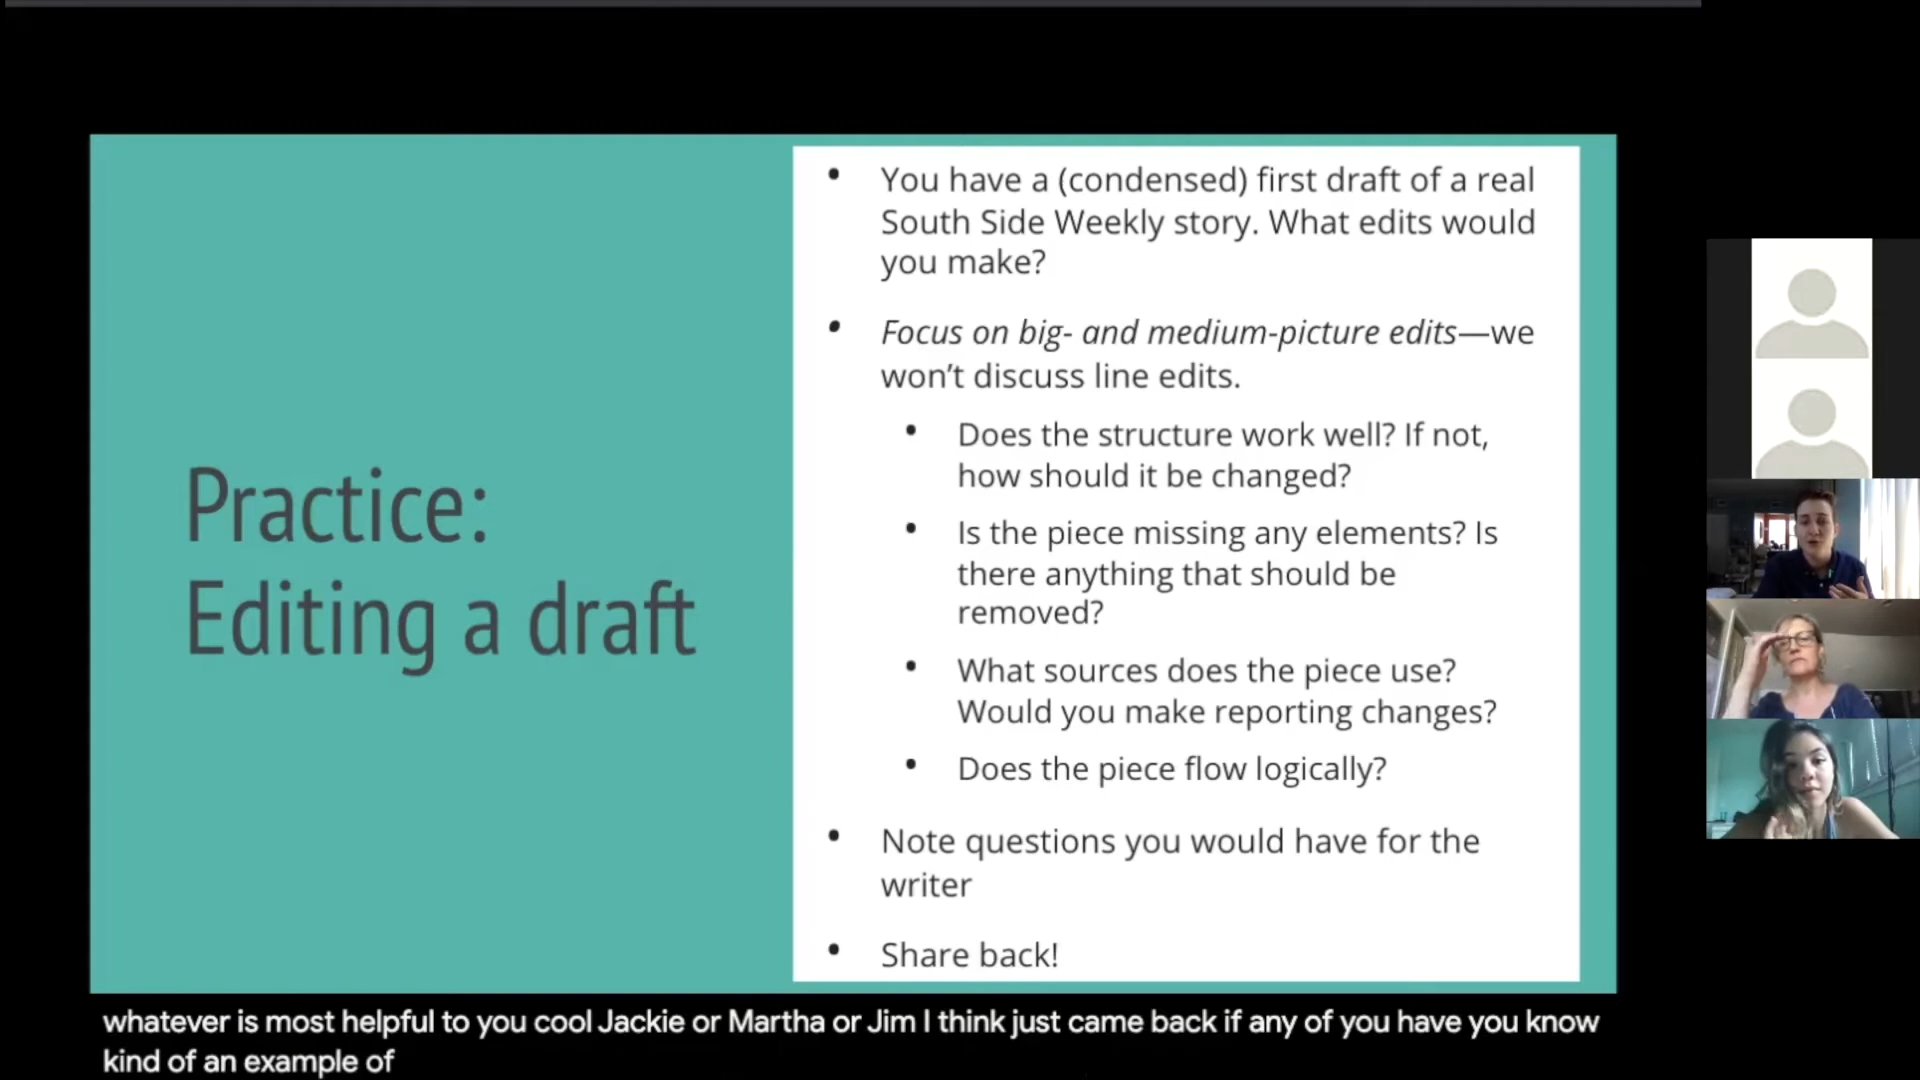 Practice:
Editing a draft
• You have a (condensed) first draft of a real
South Side Weekly story. What edits would
you make?
• Focus on big- and medium-picture edits—we
won’t discuss line edits.
• Does the structure work well? If not,
how should it be changed?
• Is the piece missing any elements? Is
there anything that should be
removed?
• What sources does the piece use?
Would you make reporting changes?
• Does the piece flow logically?
• Note questions you would have for the
writer
• Share back!
whatever is most helpful to you cool Jackie or Martha or Jim I think just came back if any of you have you know
kind of an example of